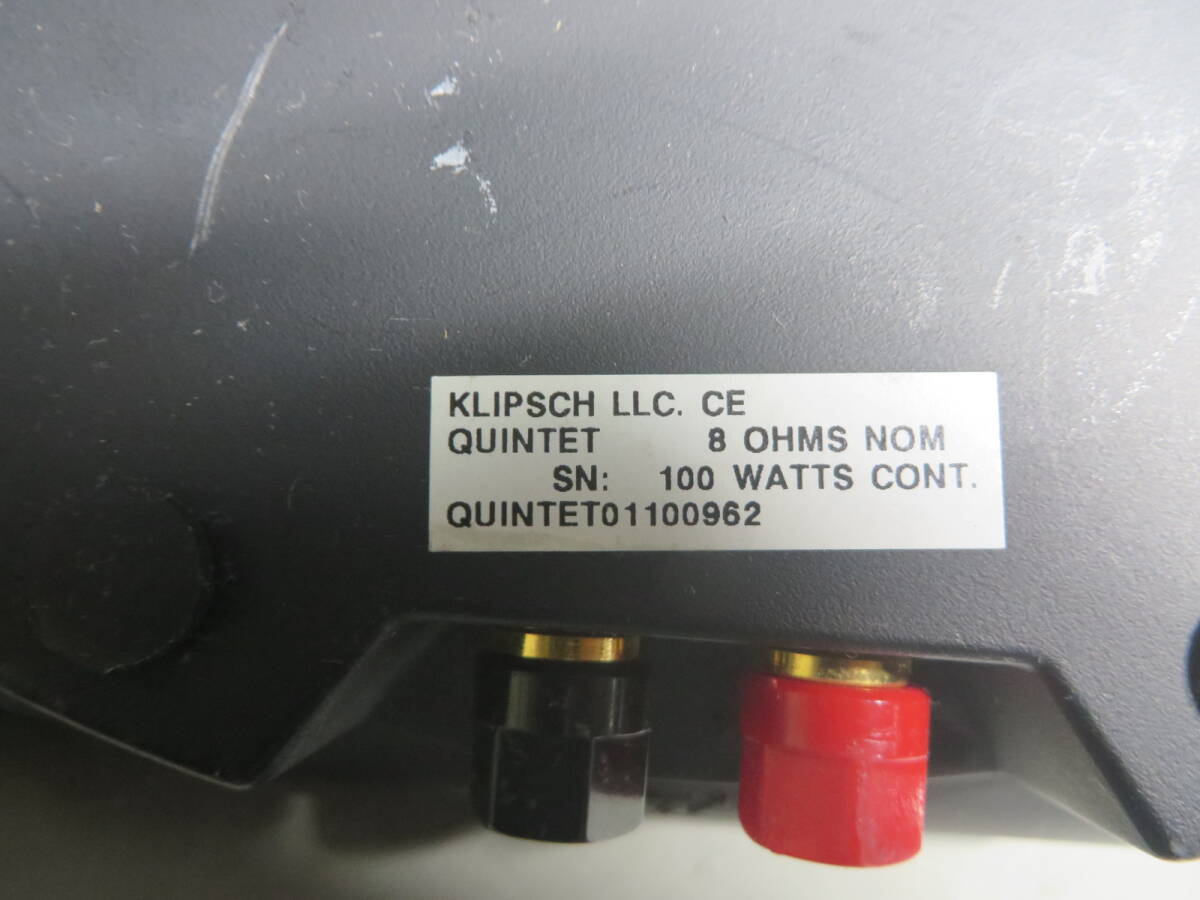 KLIPSCH LLC. CE
QUINTET 8 OHMS NOM
SN: 100 WATTS CONT.
QUINTET01100962